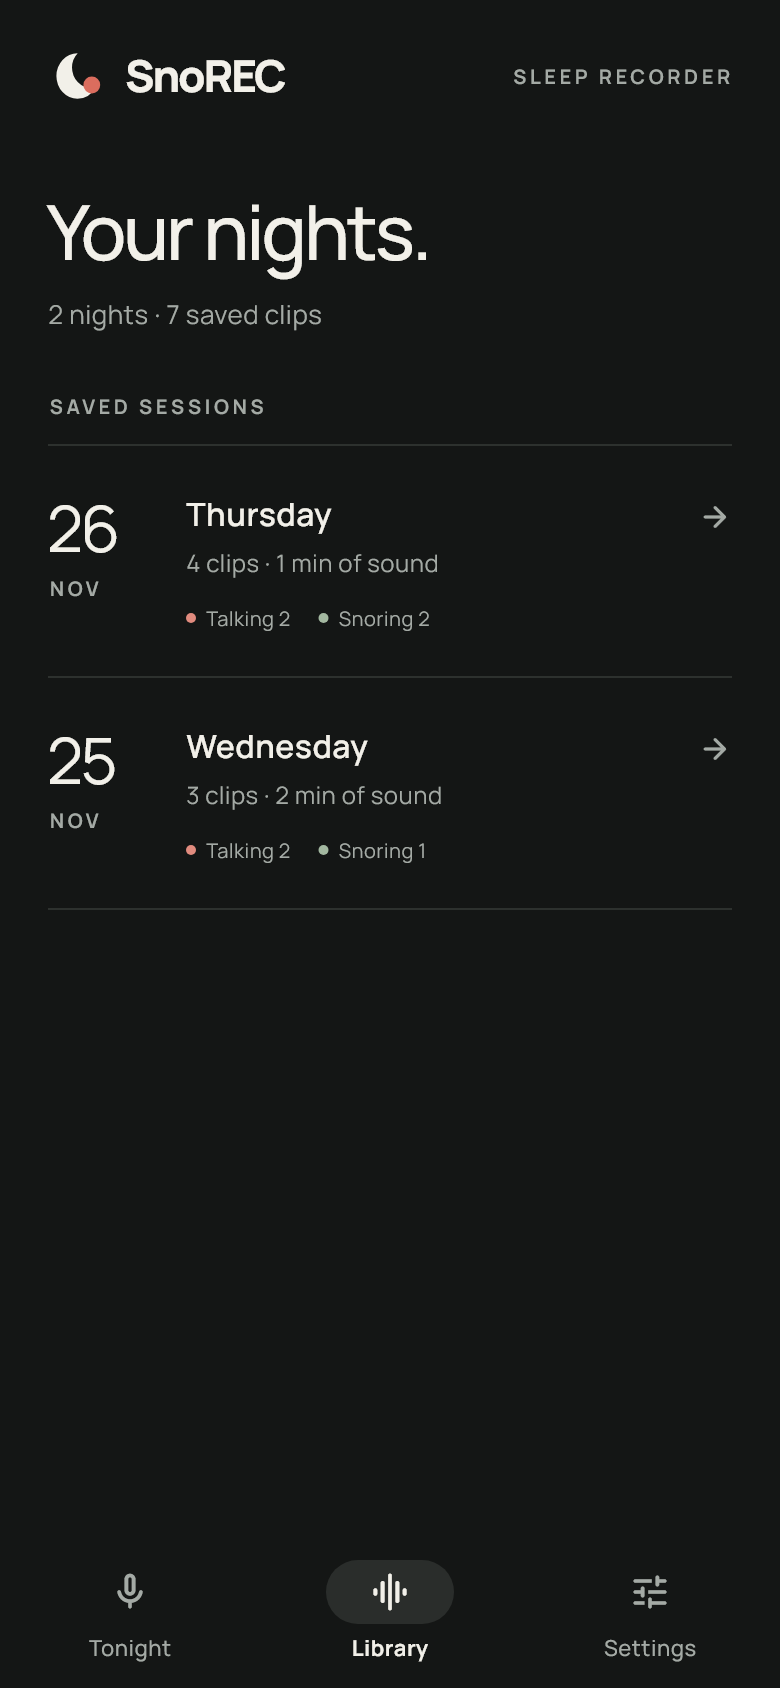 SnoREC
SLEEP RECORDER
Your nights.
2 nights · 7 saved clips
SAVED SESSIONS
26
NOV
Thursday
4 clips · 1 min of sound
Talking 2
Snoring 2
25
NOV
Wednesday
3 clips · 2 min of sound
Talking 2
Snoring 1
Tonight
Library
Settings